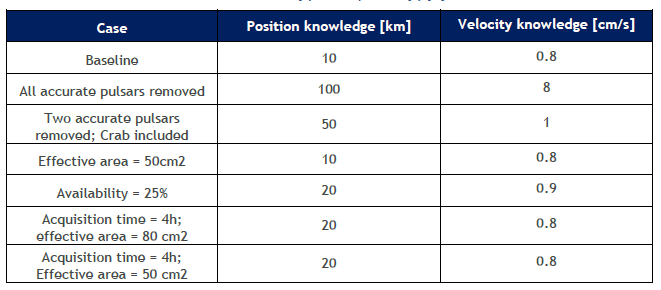 Case Position knowledge [km] Velocity knowledge [cm/s]
Baseline 10 0.8
All accurate pulsars removed 100 8
Two accurate pulsars
removed; Crab included 50 1
Effective area = 50cm2 10 0.8
Availability = 25% 20 0.9
Acquisition time = 4h;
effective area = 80 cm2 20 0.8
Acquisition time = 4h;
Effective area = 50 cm2 20 0.8